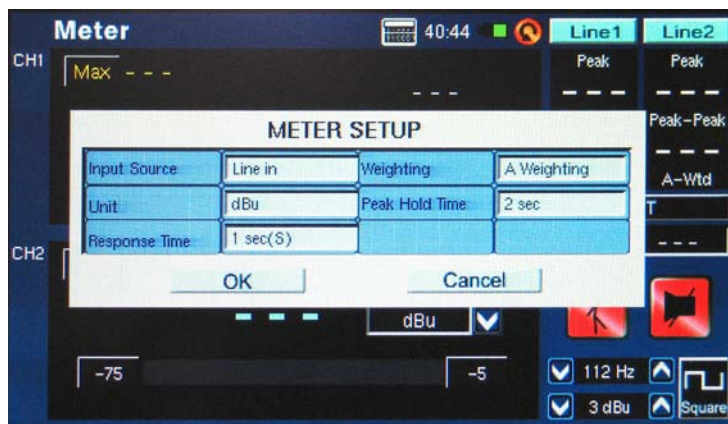 Meter
40:44
Line1
Line2
CH1
Max - - -
- - -
Peak
- - -
Peak
- - -
Peak-Peak
- - -
A-Wtd
T
- - -
METER SETUP
Input Source
Line in
Weighting
A Weighting
Unit
dBu
Peak Hold Time
2 sec
Response Time
1 sec(S)
OK
Cancel
CH2
- - -
dBu
-75
-5
112 Hz
3 dBu
Square